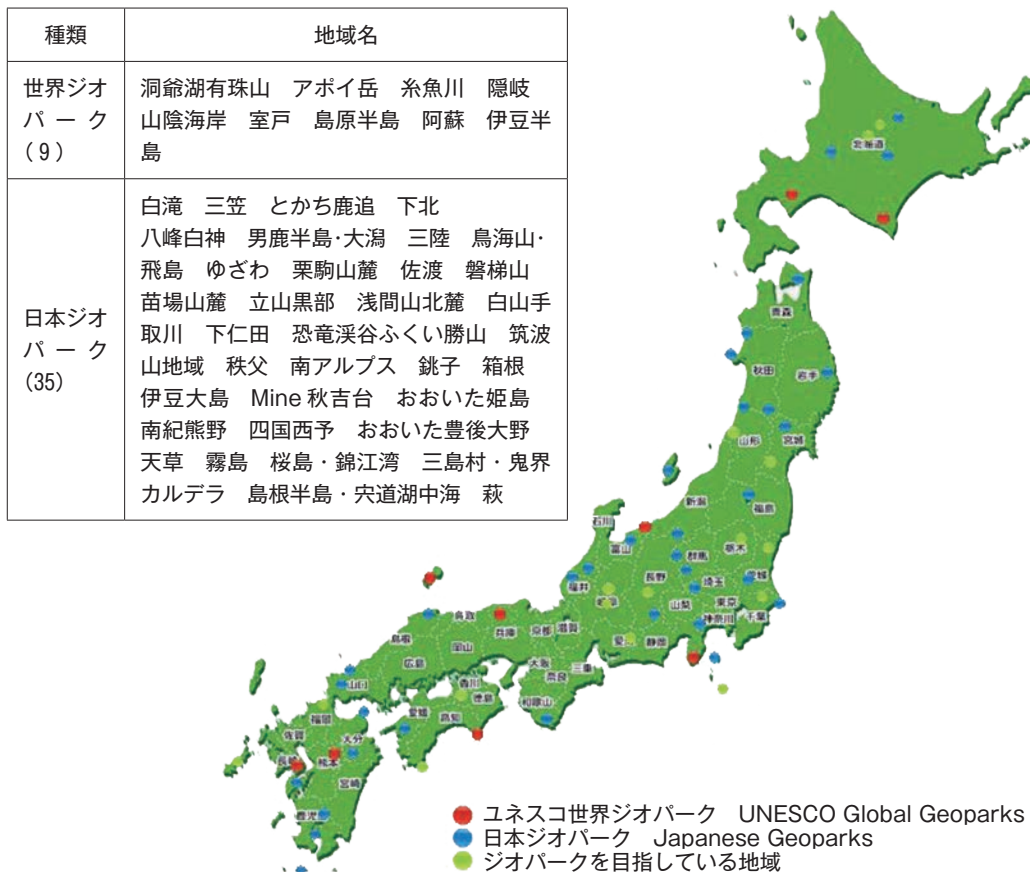 種類
地域名
世界ジオ
パーク
(9)
洞爺湖有珠山 アポイ岳 糸魚川 隠岐
山陰海岸 室戸 島原半島 阿蘇 伊豆半
島
日本ジオ
パーク
(35)
白滝 三笠 とかち鹿追 下北
八峰白神 男鹿半島･大潟 三陸 鳥海山･
飛島 ゆざわ 栗駒山麓 佐渡 磐梯山
苗場山麓 立山黒部 浅間山北麓 白山手
取川 下仁田 恐竜渓谷ふくい勝山 筑波
山地域 秩父 南アルプス 銚子 箱根
伊豆大島 Mine 秋吉台 おおいた姫島
南紀熊野 四国西予 おおいた豊後大野
天草 霧島 桜島・錦江湾 三島村・鬼界
カルデラ 島根半島・宍道湖中海 萩
北海道
青森
秋田
岩手
山形
宮城
新潟
福島
石川
富山
群馬
栃木
福井
長野
埼玉
山梨
東京
神奈川
千葉
静岡
鳥取
兵庫
京都
滋賀
島根
岡山
広島
大阪
奈良
三重
和歌山
山口
香川
徳島
愛媛
高知
福岡
佐賀
大分
長崎
熊本
宮崎
鹿児島
ユネスコ世界ジオパーク UNESCO Global Geoparks
日本ジオパーク Japanese Geoparks
ジオパークを目指している地域